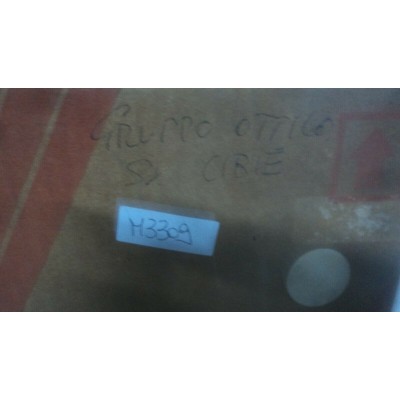 GRUPPO OTTICO
SX CIBIE
M3309